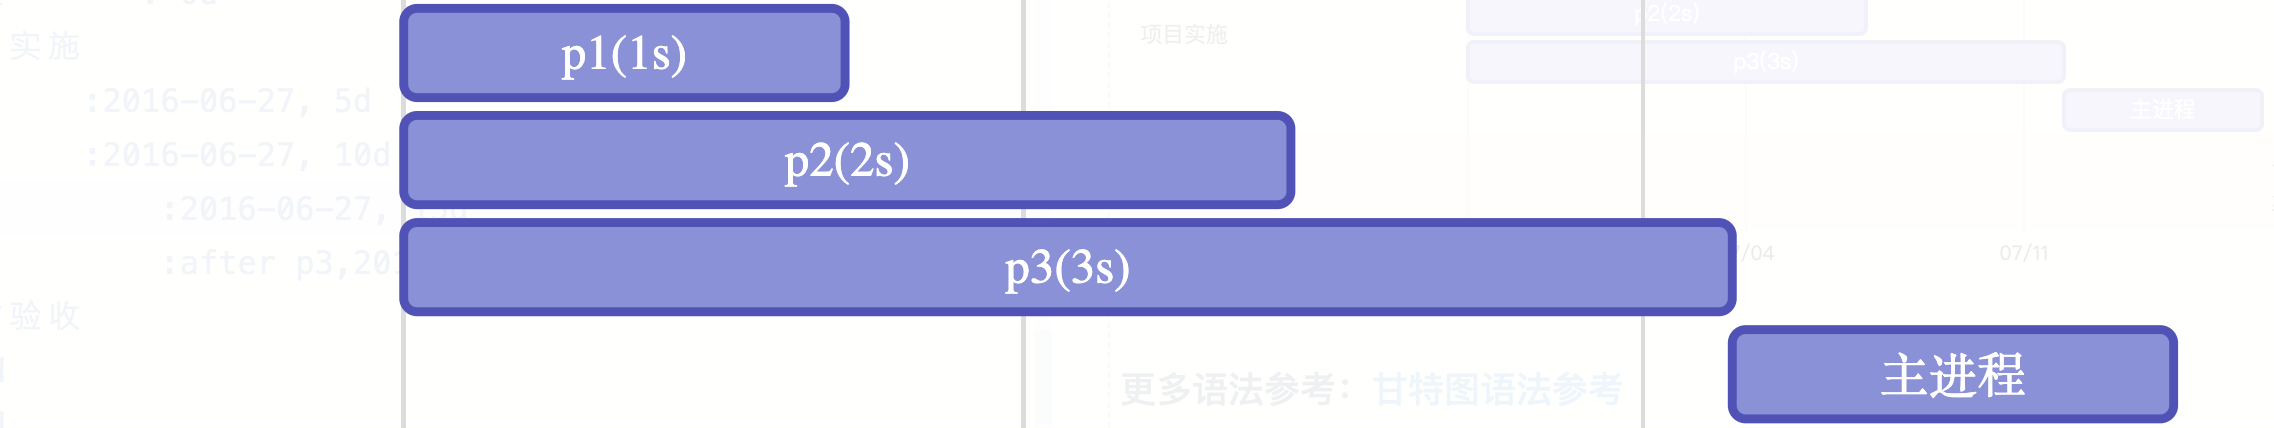 p1(1s)
p2(2s)
p3(3s)
主进程
实施
:2016-06-27, 5d
:2016-06-27, 10d
:2016-06-27,
:after p3,201
验收
项目实施
p2(2s)
p3(3s)
主进程
/04
07/11
更多语法参考：甘特图语法参考